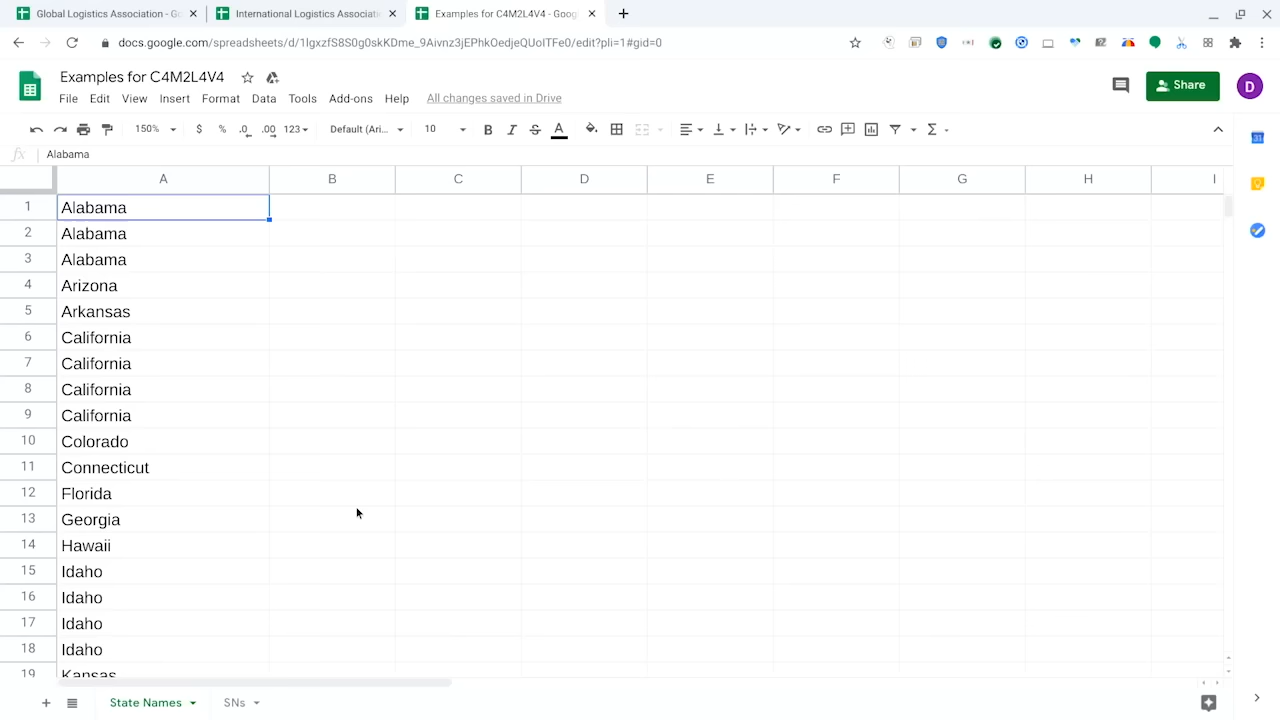 Global Logistics Association - Go
International Logistics Associati
Examples for C4M2L4V4 - Goog
docs.google.com/spreadsheets/d/1IgxzfS8S0g0skKDme_9Aivnz3jEPhkOedjeQUoITFe0/edit?pli=1#gid=0
Examples for C4M2L4V4
File Edit View Insert Format Data Tools Add-ons Help All changes saved in Drive
Share
D
150% $ % .0 .00 123 Default (Ari... 10 B I S A Σ
fx Alabama
A B C D E F G H I
1 Alabama
2 Alabama
3 Alabama
4 Arizona
5 Arkansas
6 California
7 California
8 California
9 California
10 Colorado
11 Connecticut
12 Florida
13 Georgia
14 Hawaii
15 Idaho
16 Idaho
17 Idaho
18 Idaho
19 Kansas
State Names SNs